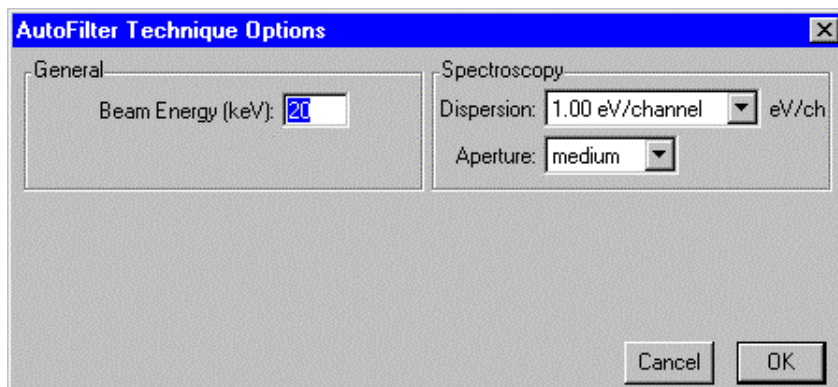 AutoFilter Technique Options
General
Beam Energy (keV): 20
Spectroscopy
Dispersion: 1.00 eV/channel eV/ch
Aperture: medium
Cancel OK